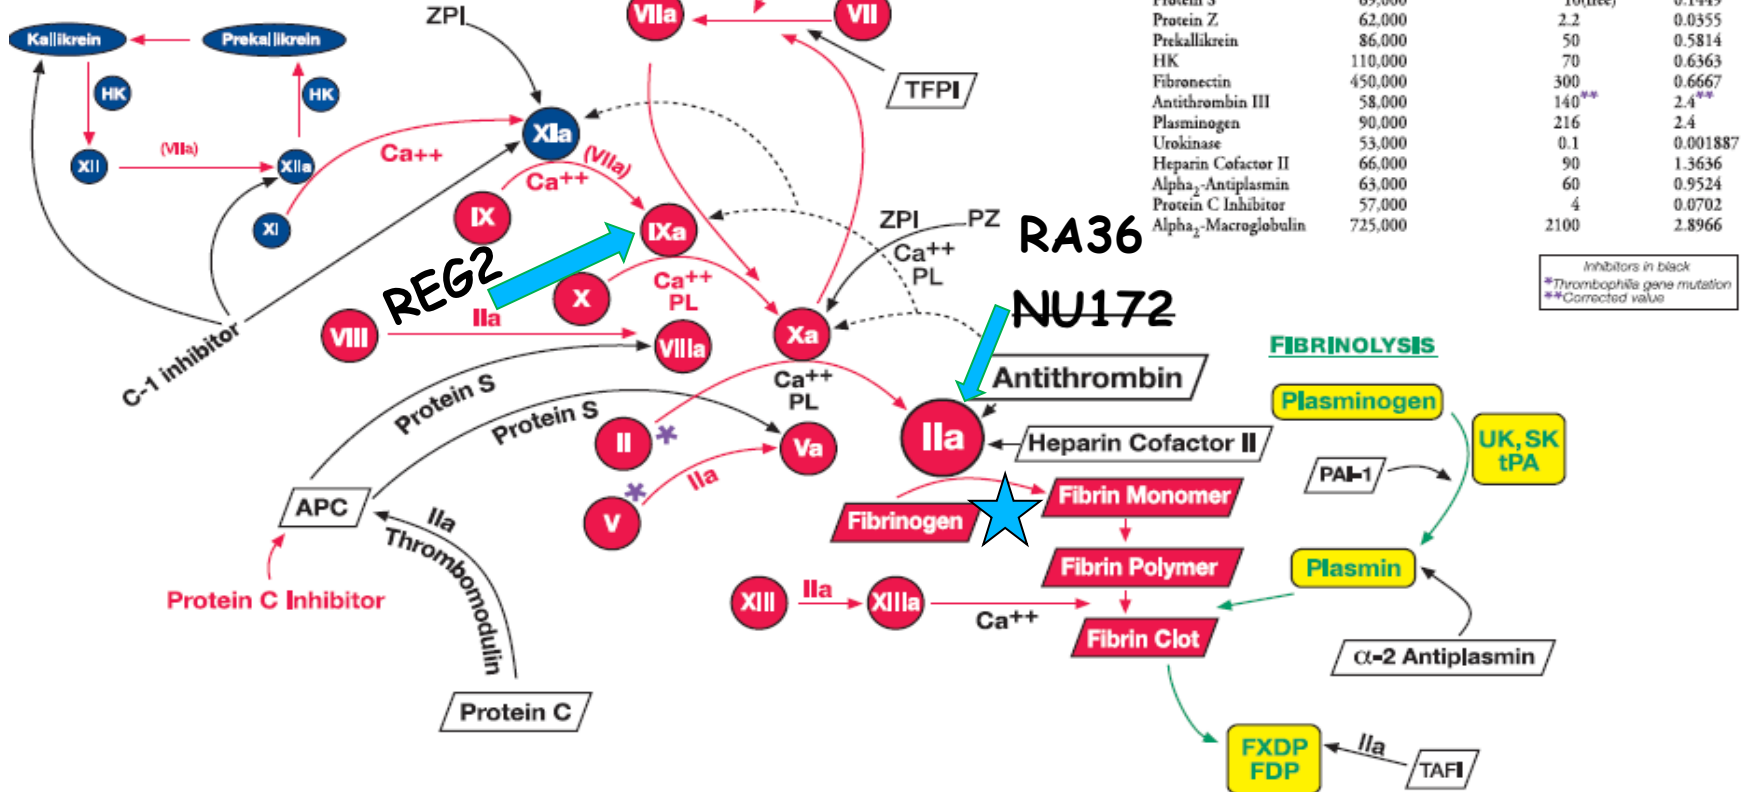 ZPI
VIIa
VII
Kallikrein
Prekallikrein
HK
HK
TFPI
XII
(VIIa)
XIIa
Ca++
XIa
(VIIa)
Ca++
XI
IX
IXa
REG2
X
Ca++
PL
ZPI
PZ
Ca++
PL
RA36
NU172
VIII
IIa
VIIIa
Xa
Ca++
PL
C-1 inhibitor
Protein S
Protein S
Antithrombin
II
*
Va
IIa
Heparin Cofactor II
V
*
IIa
APC
IIa
Thrombomodulin
Protein C Inhibitor
Protein C
Fibrinogen
Fibrin Monomer
Fibrin Polymer
XIII
IIa
XIIIa
Ca++
Fibrin Clot
FIBRINOLYSIS
Plasminogen
UK, SK
tPA
PAI-1
Plasmin
α-2 Antiplasmin
FXDP
FDP
IIa
TAFI
Protein S 69,000 10(free) 0.1449
Protein Z 62,000 2.2 0.0355
Prekallikrein 86,000 50 0.5814
HK 110,000 70 0.6363
Fibronectin 450,000 300 0.6667
Antithrombin III 58,000 140** 2.4**
Plasminogen 90,000 216 2.4
Urokinase 53,000 0.1 0.001887
Heparin Cofactor II 66,000 90 1.3636
Alpha2-Antiplasmin 63,000 60 0.9524
Protein C Inhibitor 57,000 4 0.0702
Alpha2-Macroglobulin 725,000 2100 2.8966
Inhibitors in black
*Thrombophilia gene mutation
**Corrected value